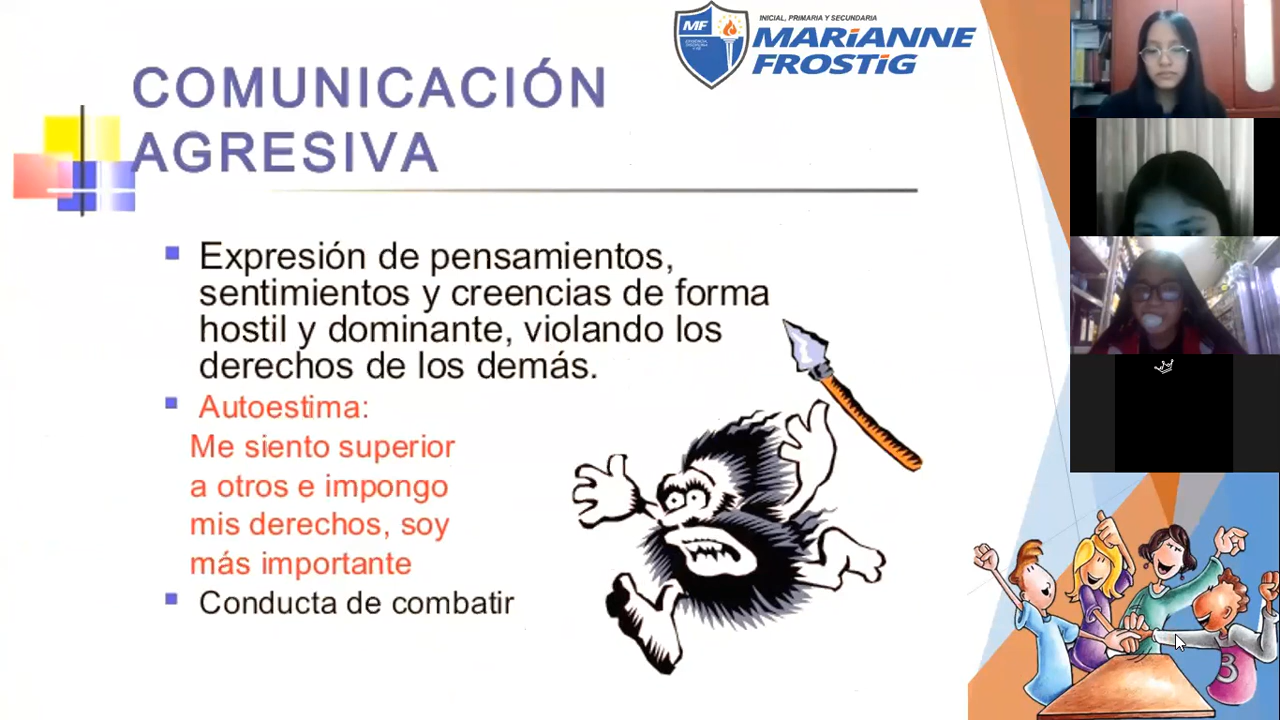 INICIAL, PRIMARIA Y SECUNDARIA
MF
MARiANNE
FROSTiG
COMUNICACIÓN
AGRESIVA
Expresión de pensamientos,
sentimientos y creencias de forma
hostil y dominante, violando los
derechos de los demás.
Autoestima:
Me siento superior
a otros e impongo
mis derechos, soy
más importante
Conducta de combatir
3